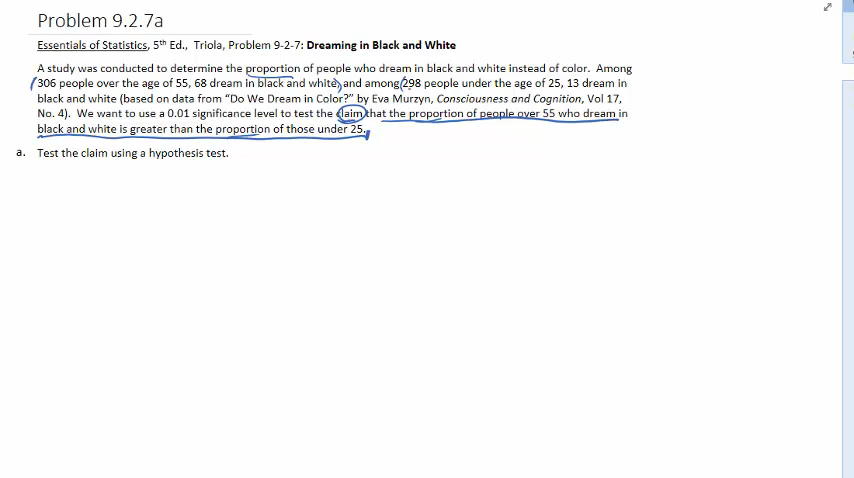 Problem 9.2.7a
Essentials of Statistics, 5th Ed., Triola, Problem 9-2-7: Dreaming in Black and White
A study was conducted to determine the proportion of people who dream in black and white instead of color. Among
306 people over the age of 55, 68 dream in black and white, and among 298 people under the age of 25, 13 dream in
black and white (based on data from "Do We Dream in Color?" by Eva Murzyn, Consciousness and Cognition, Vol 17,
No. 4). We want to use a 0.01 significance level to test the claim that the proportion of people over 55 who dream in
black and white is greater than the proportion of those under 25.
a. Test the claim using a hypothesis test.